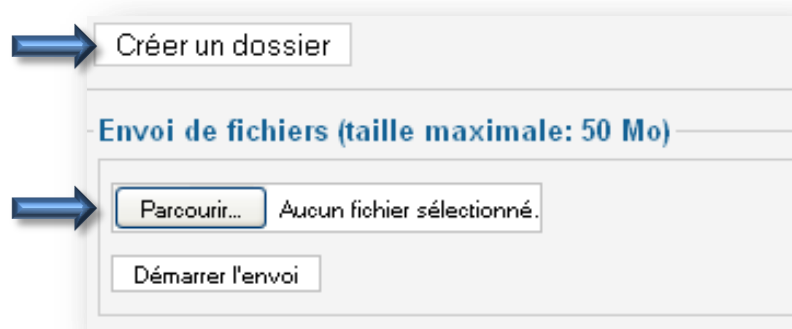 Créer un dossier
Envoi de fichiers (taille maximale: 50 Mo)
Parcourir... Aucun fichier sélectionné.
Démarrer l'envoi